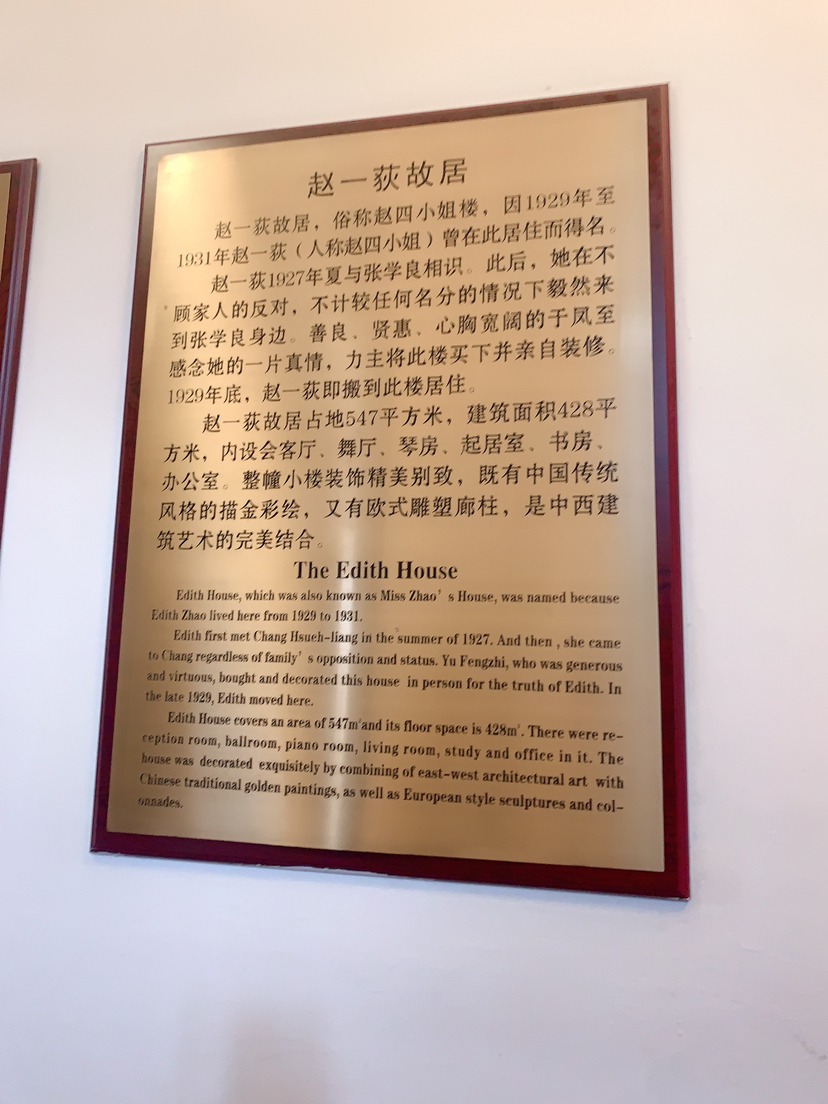 赵一荻故居
赵一荻故居，俗称赵四小姐楼，因1929年至
1931年赵一荻（人称赵四小姐）曾在此居住而得名。
赵一荻1927年夏与张学良相识。此后，她在不
顾家人的反对，不计较任何名分的情况下毅然来
到张学良身边。善良、贤惠、心胸宽阔的于凤至
感念她的一片真情，力主将此楼买下并亲自装修。
1929年底，赵一荻即搬到此楼居住。
赵一荻故居占地547平方米，建筑面积428平
方米，内设会客厅、舞厅、琴房、起居室、书房、
办公室。整幢小楼装饰精美别致，既有中国传统
风格的描金彩绘，又有欧式雕塑廊柱，是中西建
筑艺术的完美结合。
The Edith House
Edith House, which was also known as Miss Zhao's House, was named because
Edith Zhao lived here from 1929 to 1931.
Edith first met Chang Hsueh-liang in the summer of 1927. And then , she came
to Chang regardless of family's opposition and status. Yu Fengzhi, who was generous
and virtuous, bought and decorated this house in person for the truth of Edith. In
the late 1929, Edith moved here.
Edith House covers an area of 547m²and its floor space is 428m². There were re-
ception room, ballroom, piano room, living room, study and office in it. The
house was decorated exquisitely by combining of east-west architectural art with
Chinese traditional golden paintings, as well as European style sculptures and col-
onnades.